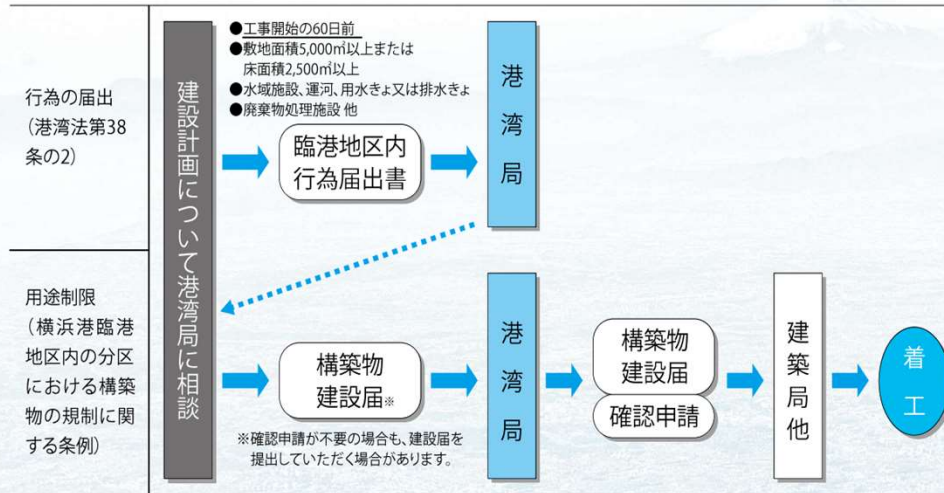 行為の届出
（港湾法第38
条の2）
建設計画について港湾局に相談
●工事開始の60日前
●敷地面積5,000㎡以上または
床面積2,500㎡以上
●水域施設、運河、用水きょ又は排水きょ
●廃棄物処理施設 他
臨港地区内
行為届出書
港湾局
用途制限
（横浜港臨港
地区内の分区
における構築
物の規制に関
する条例）
構築物
建設届※
※確認申請が不要の場合も、建設届を
提出していただく場合があります。
港湾局
構築物
建設届
確認申請
建築局他
着工